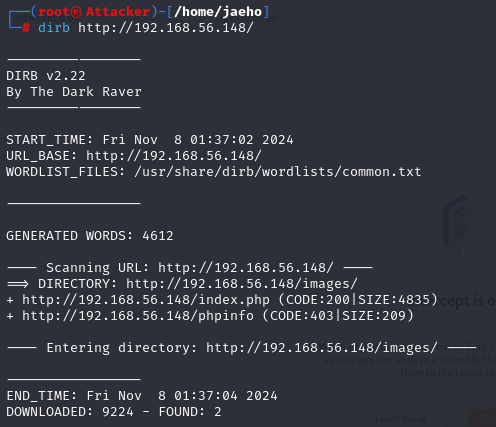 ┌──(root㉿Attacker)-[/home/jaeho]
└─# dirb http://192.168.56.148/
-----------------
DIRB v2.22
By The Dark Raver
-----------------
START_TIME: Fri Nov  8 01:37:02 2024
URL_BASE: http://192.168.56.148/
WORDLIST_FILES: /usr/share/dirb/wordlists/common.txt
-----------------
GENERATED WORDS: 4612
---- Scanning URL: http://192.168.56.148/ ----
==> DIRECTORY: http://192.168.56.148/images/
+ http://192.168.56.148/index.php (CODE:200|SIZE:4835)
+ http://192.168.56.148/phpinfo (CODE:403|SIZE:209)
---- Entering directory: http://192.168.56.148/images/ ----
-----------------
END_TIME: Fri Nov  8 01:37:04 2024
DOWNLOADED: 9224 - FOUND: 2
Learn more